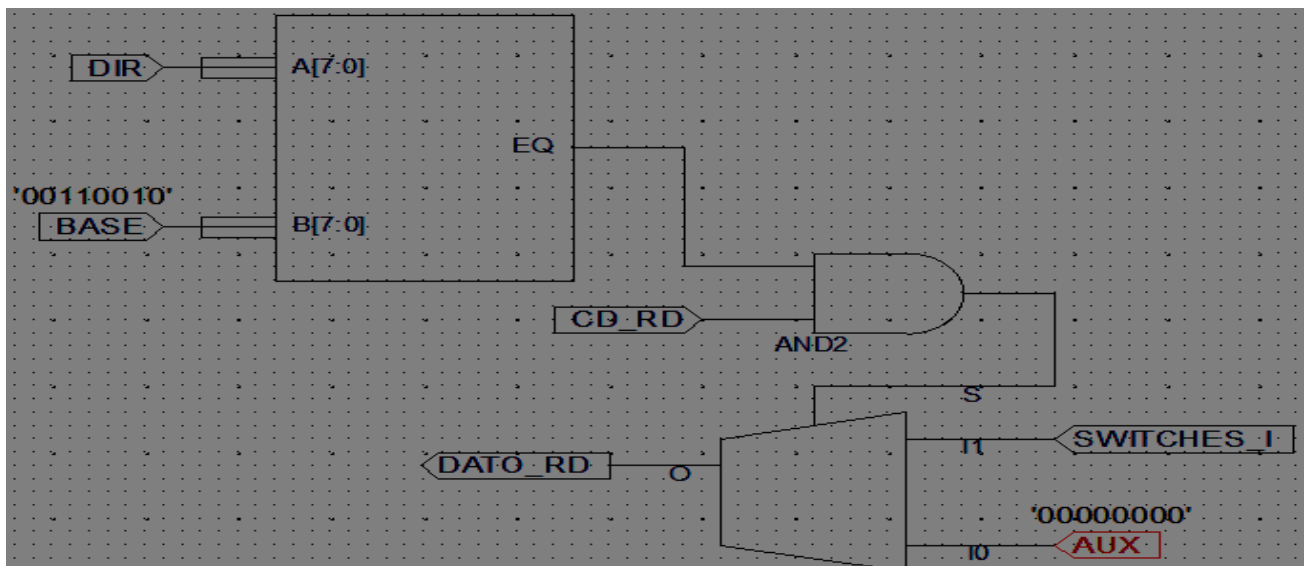 DIR
A[7:0]
EQ
'00110010'
BASE
B[7:0]
CD_RD
AND2
S
DATO_RD
O
I1
SWITCHES_I
'00000000'
I0
AUX